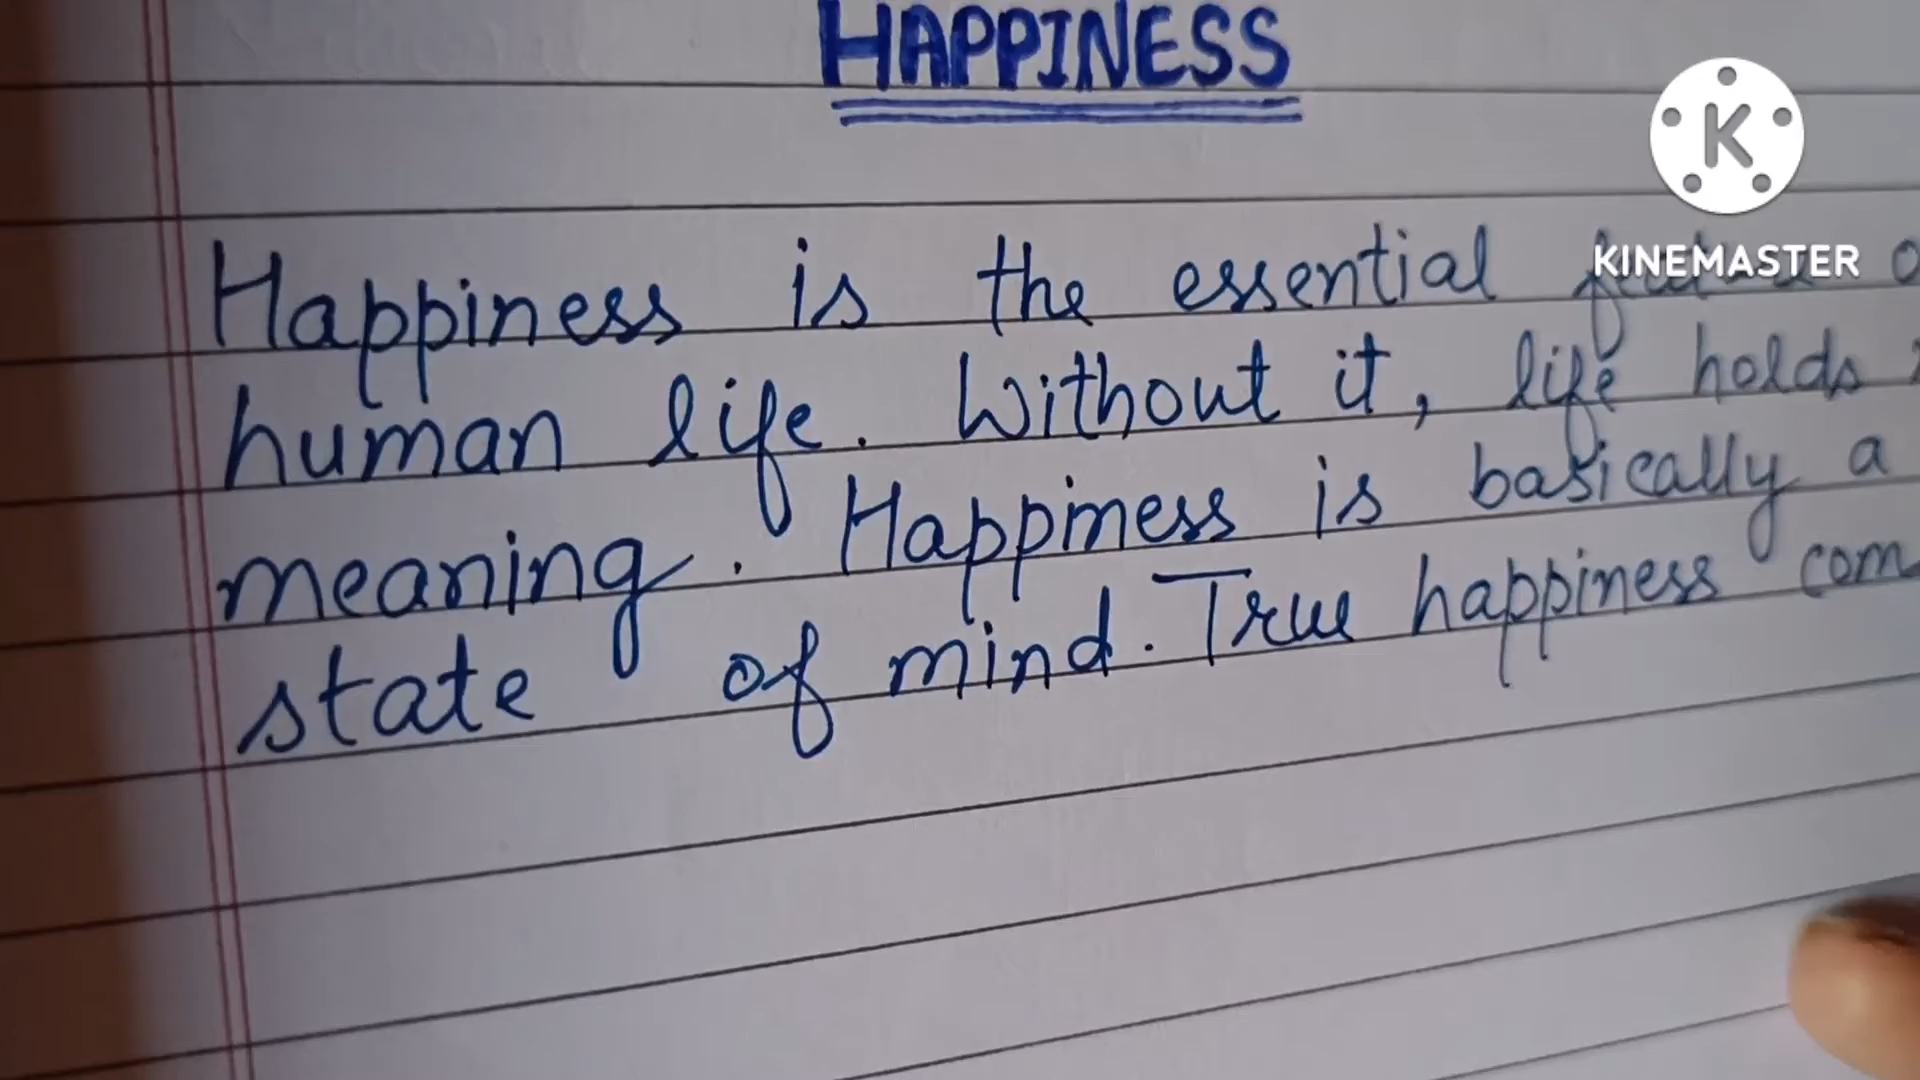 HAPPINESS
KINEMASTER
Happiness is the essential
human life. Without it, life holds
meaning. Happiness is basically a
state of mind. True happiness